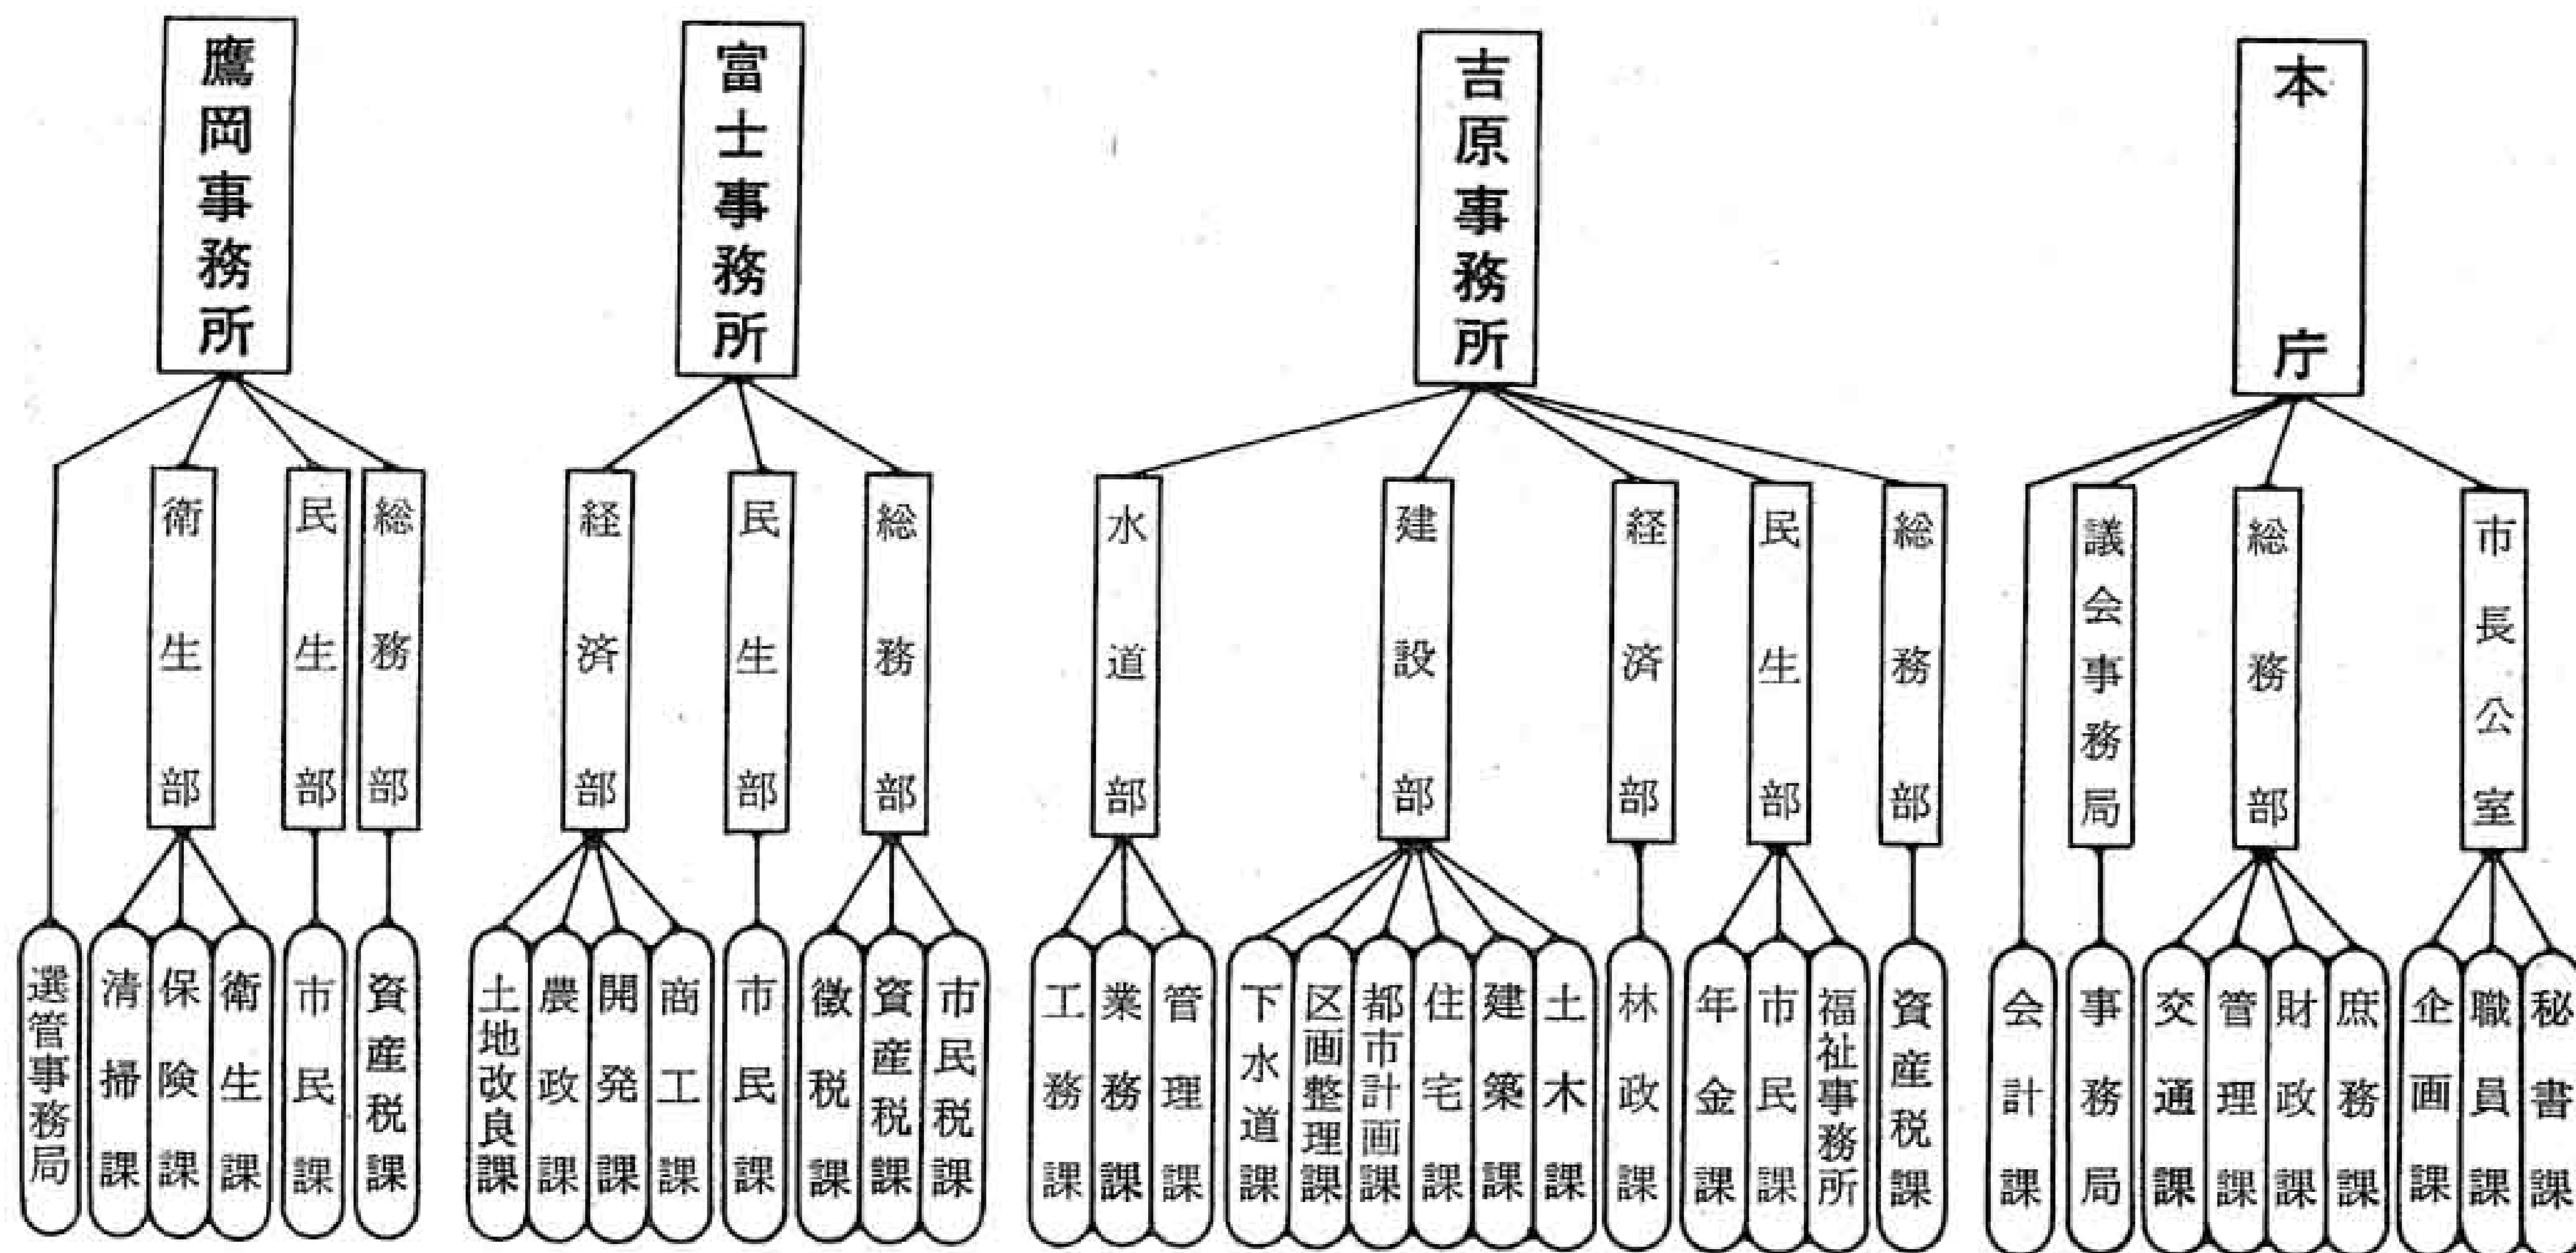 本庁
市長公室
秘書課
職員課
企画課
総務部
庶務課
財政課
管理課
交通課
議会事務局
事務局
会計課
吉原事務所
総務部
資産税課
民生部
福祉事務所
市民課
年金課
経済部
林政課
建設部
土木課
建築課
住宅課
都市計画課
区画整理課
下水道課
水道部
管理課
業務課
工務課
富士事務所
総務部
市民税課
資産税課
徴税課
民生部
市民課
経済部
商工課
開発課
農政課
土地改良課
鷹岡事務所
総務部
資産税課
民生部
市民課
衛生部
衛生課
保険課
清掃課
選管事務局